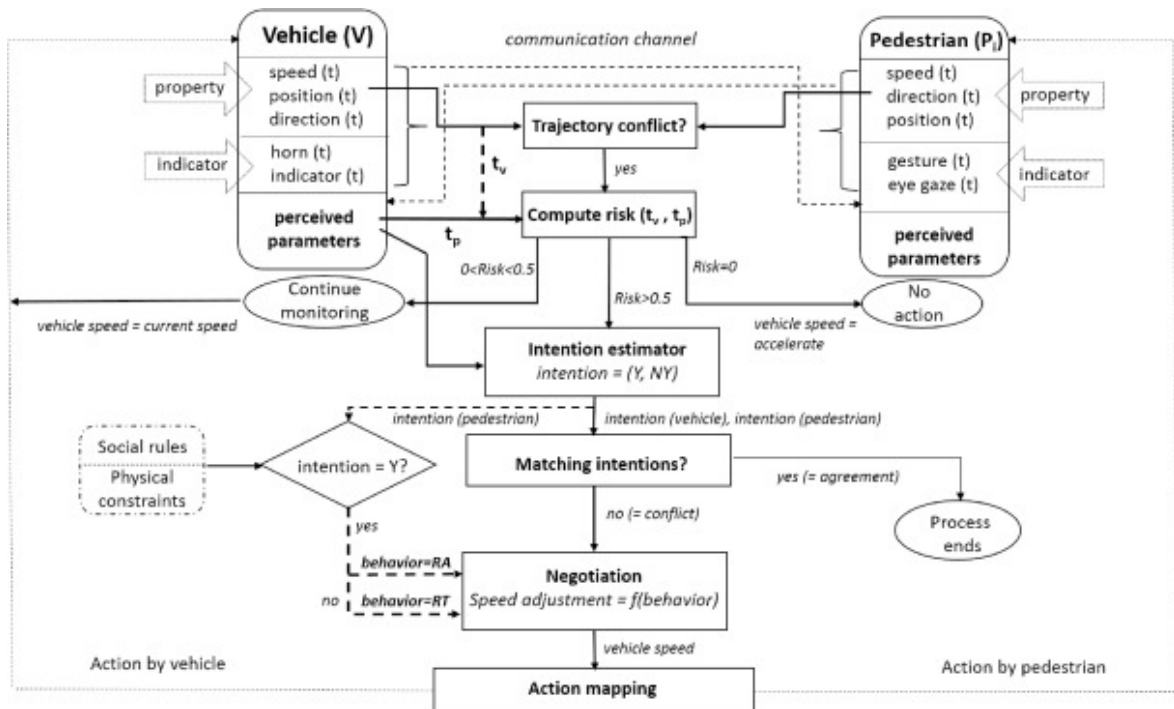 Vehicle (V)
communication channel
Pedestrian (Pi)
property
speed (t)
position (t)
direction (t)
speed (t)
direction (t)
position (t)
property
Trajectory conflict?
indicator
horn (t)
indicator (t)
tv
yes
gesture (t)
eye gaze (t)
indicator
perceived
parameters
tp
Compute risk (tv , tp)
perceived
parameters
0<Risk<0.5
Risk=0
Continue
monitoring
Risk>0.5
No
action
vehicle speed = current speed
vehicle speed =
accelerate
Intention estimator
intention = (Y, NY)
intention (pedestrian)
intention (vehicle), intention (pedestrian)
Social rules
Physical
constraints
intention = Y?
Matching intentions?
yes (= agreement)
yes
no (= conflict)
Process
ends
behavior=RA
no
behavior=RT
Negotiation
Speed adjustment = f(behavior)
Action by vehicle
vehicle speed
Action by pedestrian
Action mapping